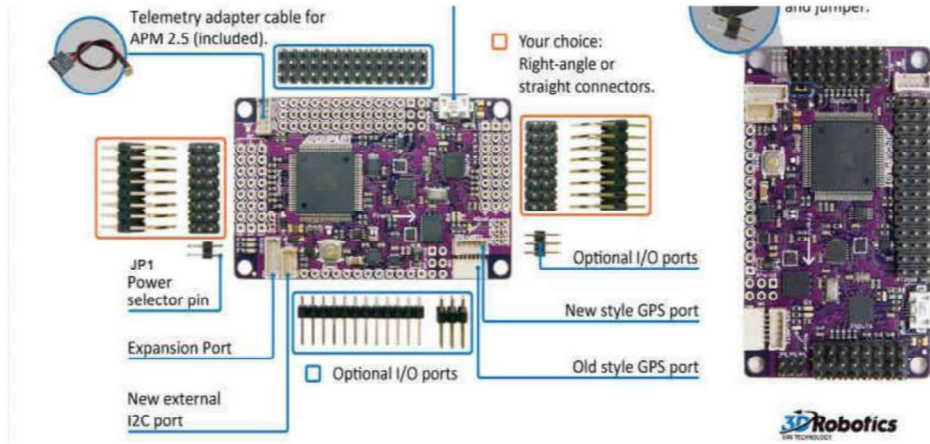 Telemetry adapter cable for
APM 2.5 (included).
and jumper.
Your choice:
Right-angle or
straight connectors.
JP1
Power
selector pin
Optional I/O ports
New style GPS port
Expansion Port
Optional I/O ports
Old style GPS port
New external
I2C port
3DRobotics